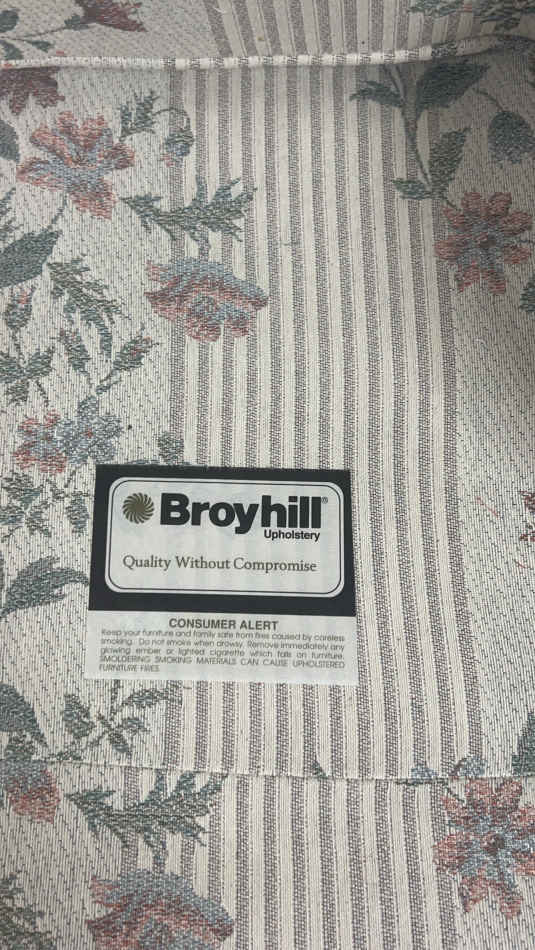 Broyhill®
Upholstery
Quality Without Compromise
CONSUMER ALERT
Keep your furniture and family safe from fires caused by careless
smoking. Do not smoke when drowsy. Remove immediately any
glowing ember or lighted cigarette which falls on furniture.
SMOLDERING SMOKING MATERIALS CAN CAUSE UPHOLSTERED
FURNITURE FIRES